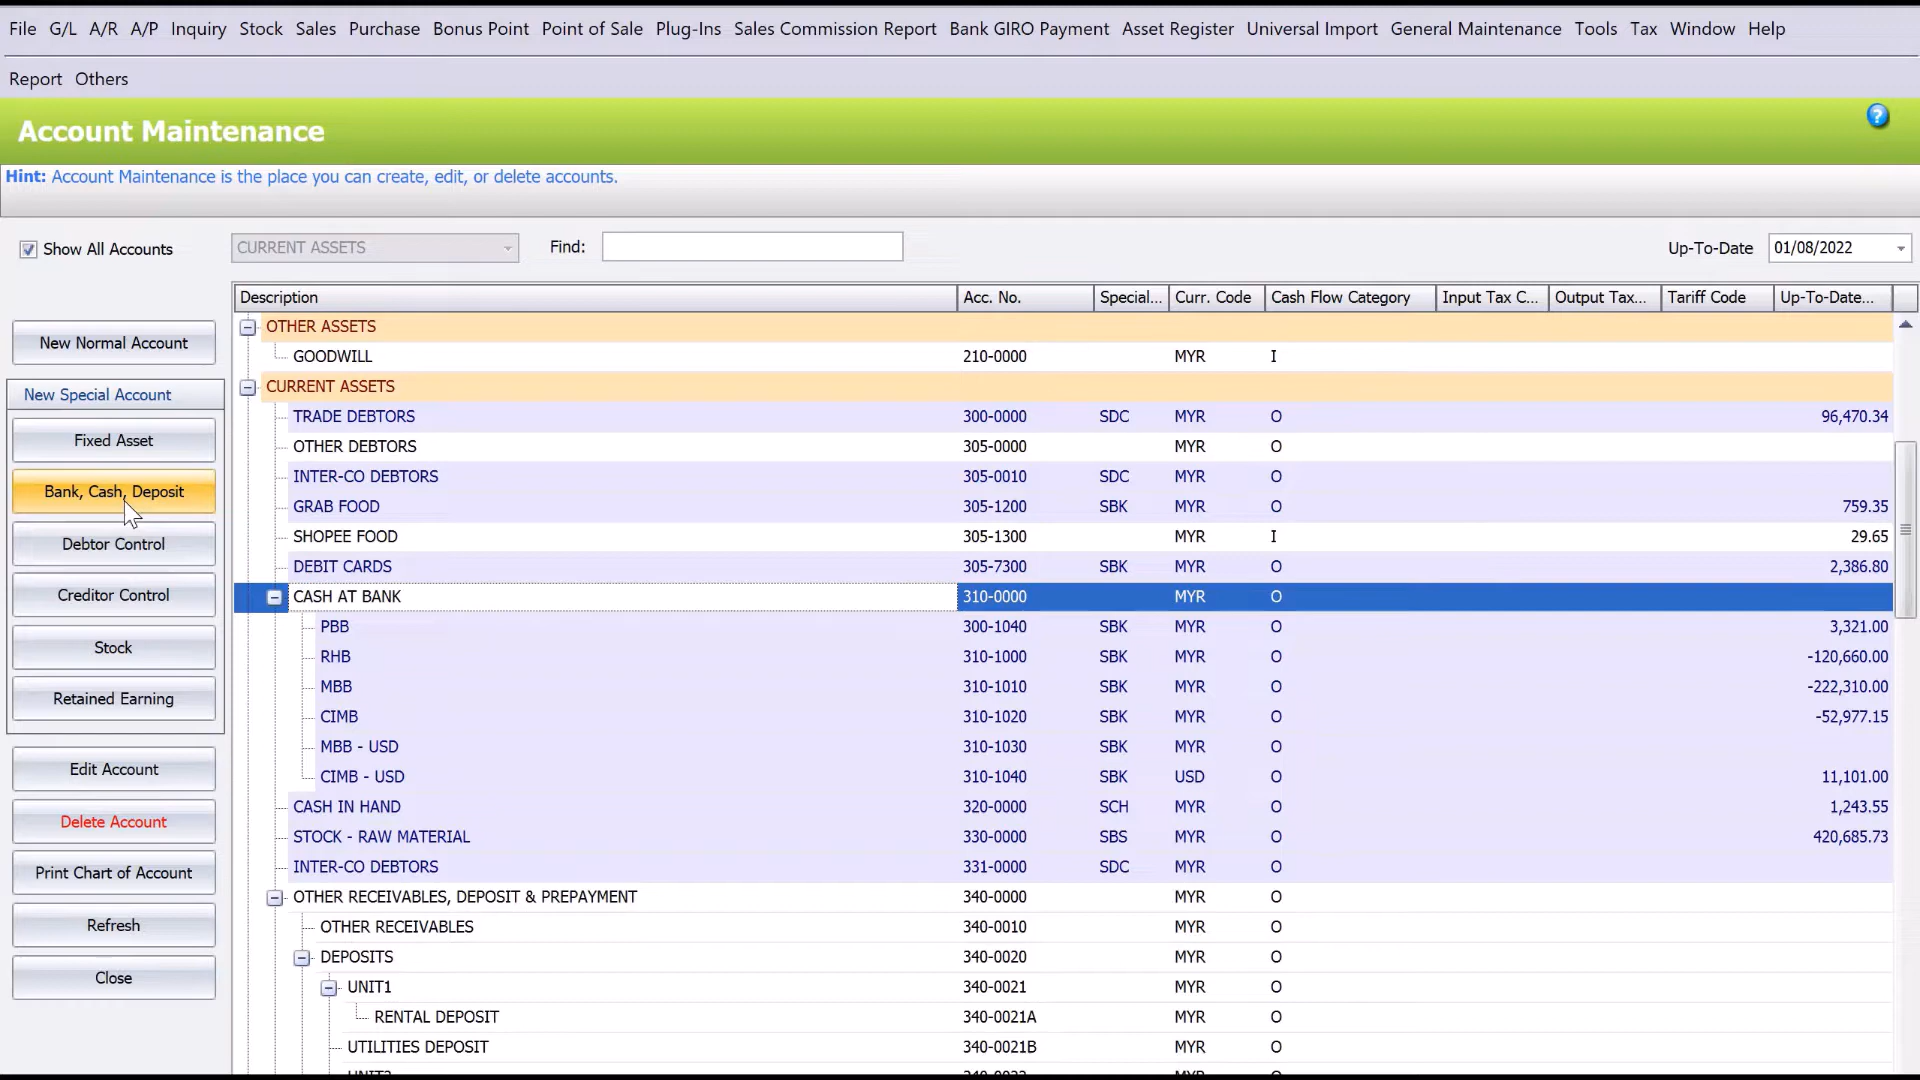 File G/L A/R A/P Inquiry Stock Sales Purchase Bonus Point Point of Sale Plug-Ins Sales Commission Report Bank GIRO Payment Asset Register Universal Import General Maintenance Tools Tax Window Help
Report Others
Account Maintenance
?
Hint: Account Maintenance is the place you can create, edit, or delete accounts.
Show All Accounts CURRENT ASSETS Find: Up-To-Date 01/08/2022
New Normal Account
New Special Account
Fixed Asset
Bank, Cash, Deposit
Debtor Control
Creditor Control
Stock
Retained Earning
Edit Account
Delete Account
Print Chart of Account
Refresh
Close
Description Acc. No. Special... Curr. Code Cash Flow Category Input Tax C... Output Tax... Tariff Code Up-To-Date...
OTHER ASSETS
GOODWILL 210-0000 MYR I
CURRENT ASSETS
TRADE DEBTORS 300-0000 SDC MYR O 96,470.34
OTHER DEBTORS 305-0000 MYR O
INTER-CO DEBTORS 305-0010 SDC MYR O
GRAB FOOD 305-1200 SBK MYR O 759.35
SHOPEE FOOD 305-1300 MYR I 29.65
DEBIT CARDS 305-7300 SBK MYR O 2,386.80
CASH AT BANK 310-0000 MYR O
PBB 300-1040 SBK MYR O 3,321.00
RHB 310-1000 SBK MYR O -120,660.00
MBB 310-1010 SBK MYR O -222,310.00
CIMB 310-1020 SBK MYR O -52,977.15
MBB - USD 310-1030 SBK MYR O
CIMB - USD 310-1040 SBK USD O 11,101.00
CASH IN HAND 320-0000 SCH MYR O 1,243.55
STOCK - RAW MATERIAL 330-0000 SBS MYR O 420,685.73
INTER-CO DEBTORS 331-0000 SDC MYR O
OTHER RECEIVABLES, DEPOSIT & PREPAYMENT 340-0000 MYR O
OTHER RECEIVABLES 340-0010 MYR O
DEPOSITS 340-0020 MYR O
UNIT1 340-0021 MYR O
RENTAL DEPOSIT 340-0021A MYR O
UTILITIES DEPOSIT 340-0021B MYR O